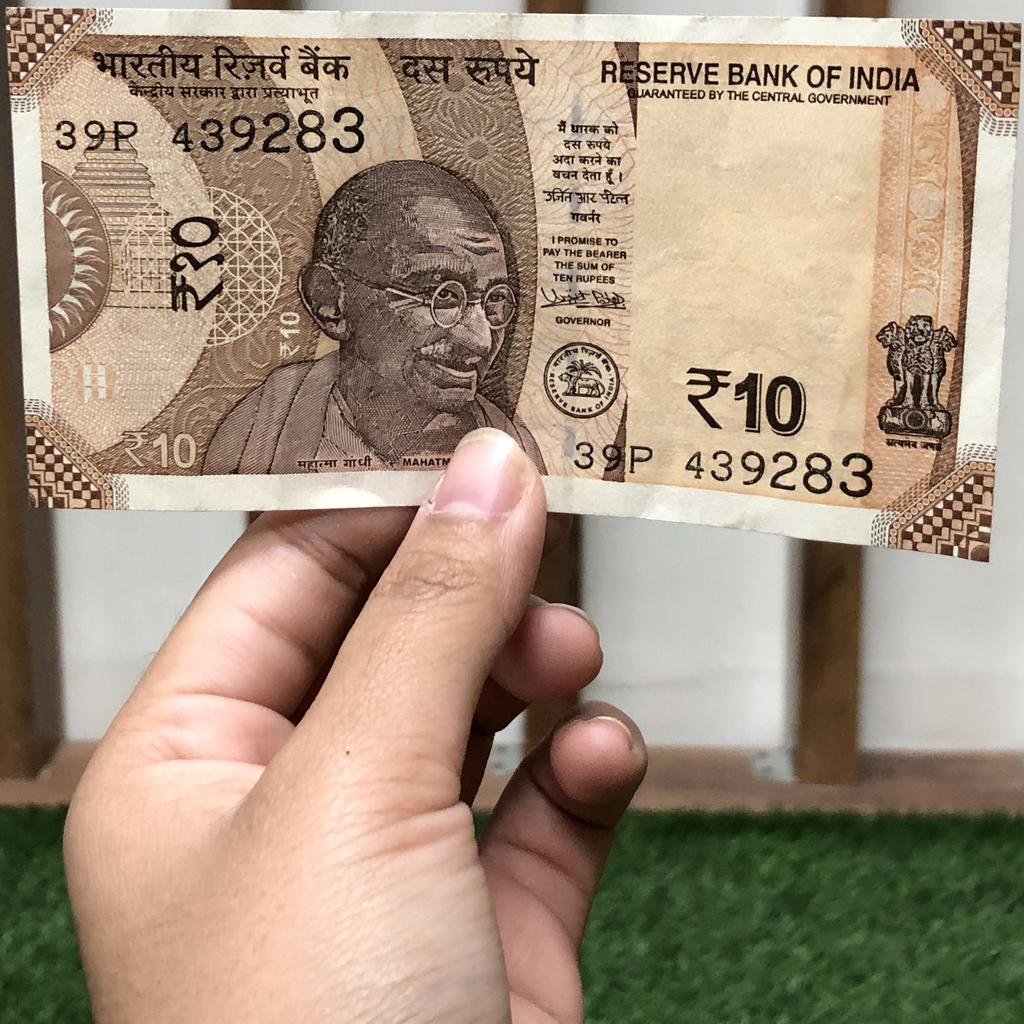 भारतीय रिज़र्व बैंक
केन्द्रीय सरकार द्वारा प्रत्याभूत
दस रुपये
RESERVE BANK OF INDIA
GUARANTEED BY THE CENTRAL GOVERNMENT
39P 439283
₹१०
₹10
₹10
महात्मा गांधी
मैं धारक को
दस रुपये
अदा करने का
वचन देता हूँ।
उर्जित आर पटेल
गवर्नर
I PROMISE TO
PAY THE BEARER
THE SUM OF
TEN RUPEES
GOVERNOR
भारतीय रिज़र्व बैंक
RESERVE BANK OF INDIA
₹10
39P 439283
सत्यमेव जयते